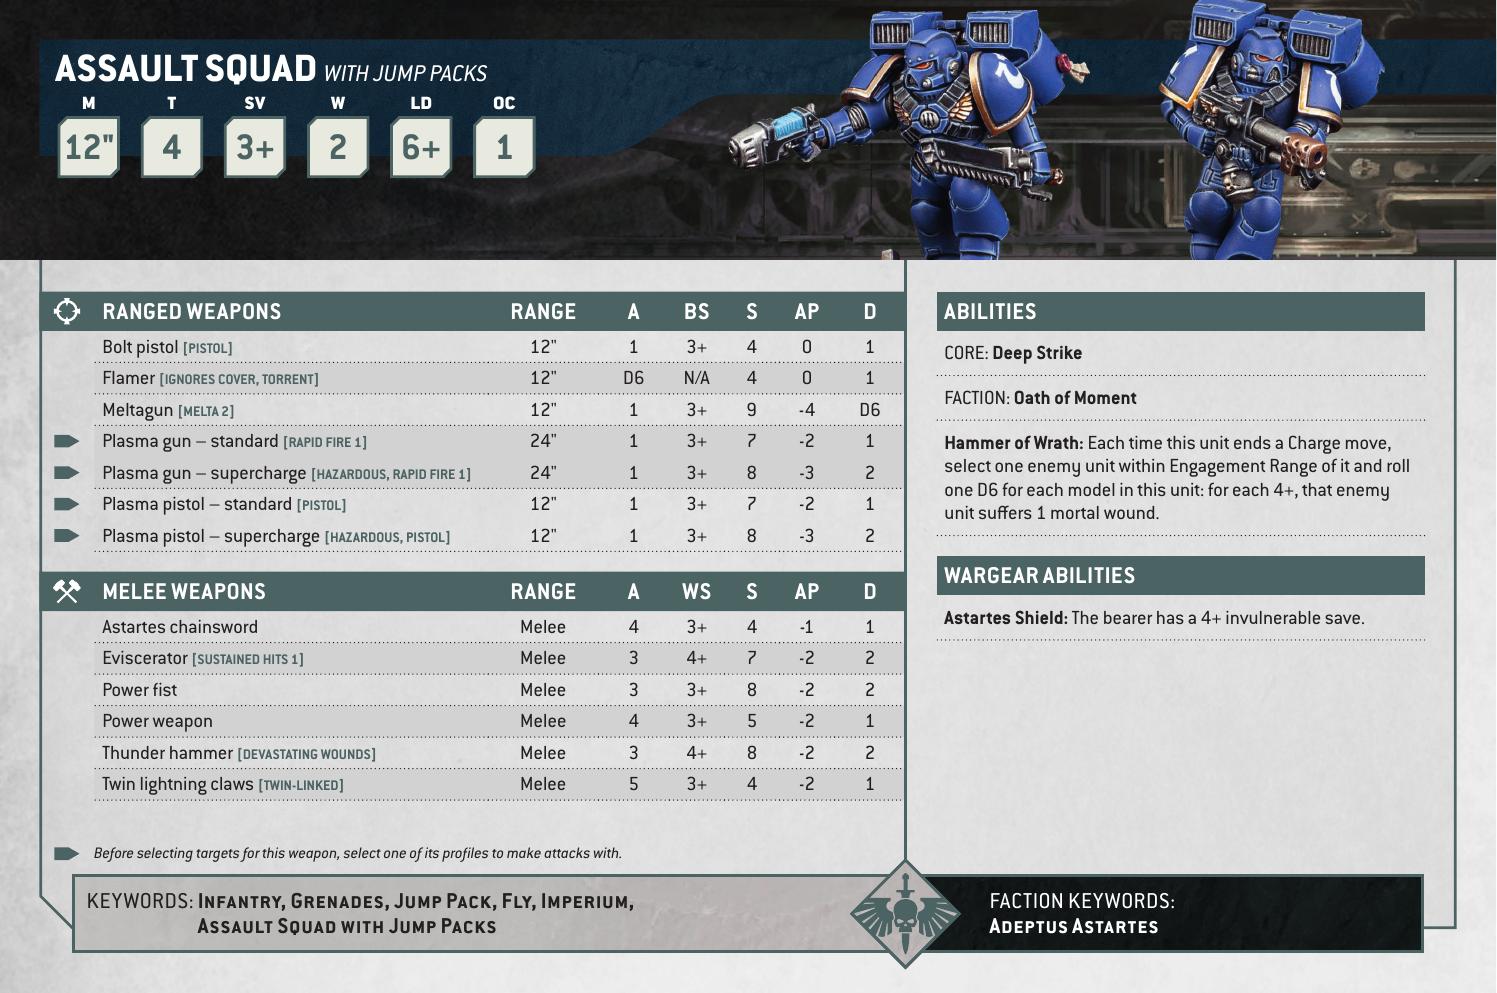 ASSAULT SQUAD WITH JUMP PACKS
M T SV W LD OC
12" 4 3+ 2 6+ 1
RANGED WEAPONS RANGE A BS S AP D
Bolt pistol [PISTOL] 12" 1 3+ 4 0 1
Flamer [IGNORES COVER, TORRENT] 12" D6 N/A 4 0 1
Meltagun [MELTA 2] 12" 1 3+ 9 -4 D6
Plasma gun – standard [RAPID FIRE 1] 24" 1 3+ 7 -2 1
Plasma gun – supercharge [HAZARDOUS, RAPID FIRE 1] 24" 1 3+ 8 -3 2
Plasma pistol – standard [PISTOL] 12" 1 3+ 7 -2 1
Plasma pistol – supercharge [HAZARDOUS, PISTOL] 12" 1 3+ 8 -3 2
MELEE WEAPONS RANGE A WS S AP D
Astartes chainsword Melee 4 3+ 4 -1 1
Eviscerator [SUSTAINED HITS 1] Melee 3 4+ 7 -2 2
Power fist Melee 3 3+ 8 -2 2
Power weapon Melee 4 3+ 5 -2 1
Thunder hammer [DEVASTATING WOUNDS] Melee 3 4+ 8 -2 2
Twin lightning claws [TWIN-LINKED] Melee 5 3+ 4 -2 1
Before selecting targets for this weapon, select one of its profiles to make attacks with.
ABILITIES
CORE: Deep Strike
FACTION: Oath of Moment
Hammer of Wrath: Each time this unit ends a Charge move,
select one enemy unit within Engagement Range of it and roll
one D6 for each model in this unit: for each 4+, that enemy
unit suffers 1 mortal wound.
WARGEAR ABILITIES
Astartes Shield: The bearer has a 4+ invulnerable save.
KEYWORDS: INFANTRY, GRENADES, JUMP PACK, FLY, IMPERIUM,
ASSAULT SQUAD WITH JUMP PACKS
FACTION KEYWORDS:
ADEPTUS ASTARTES